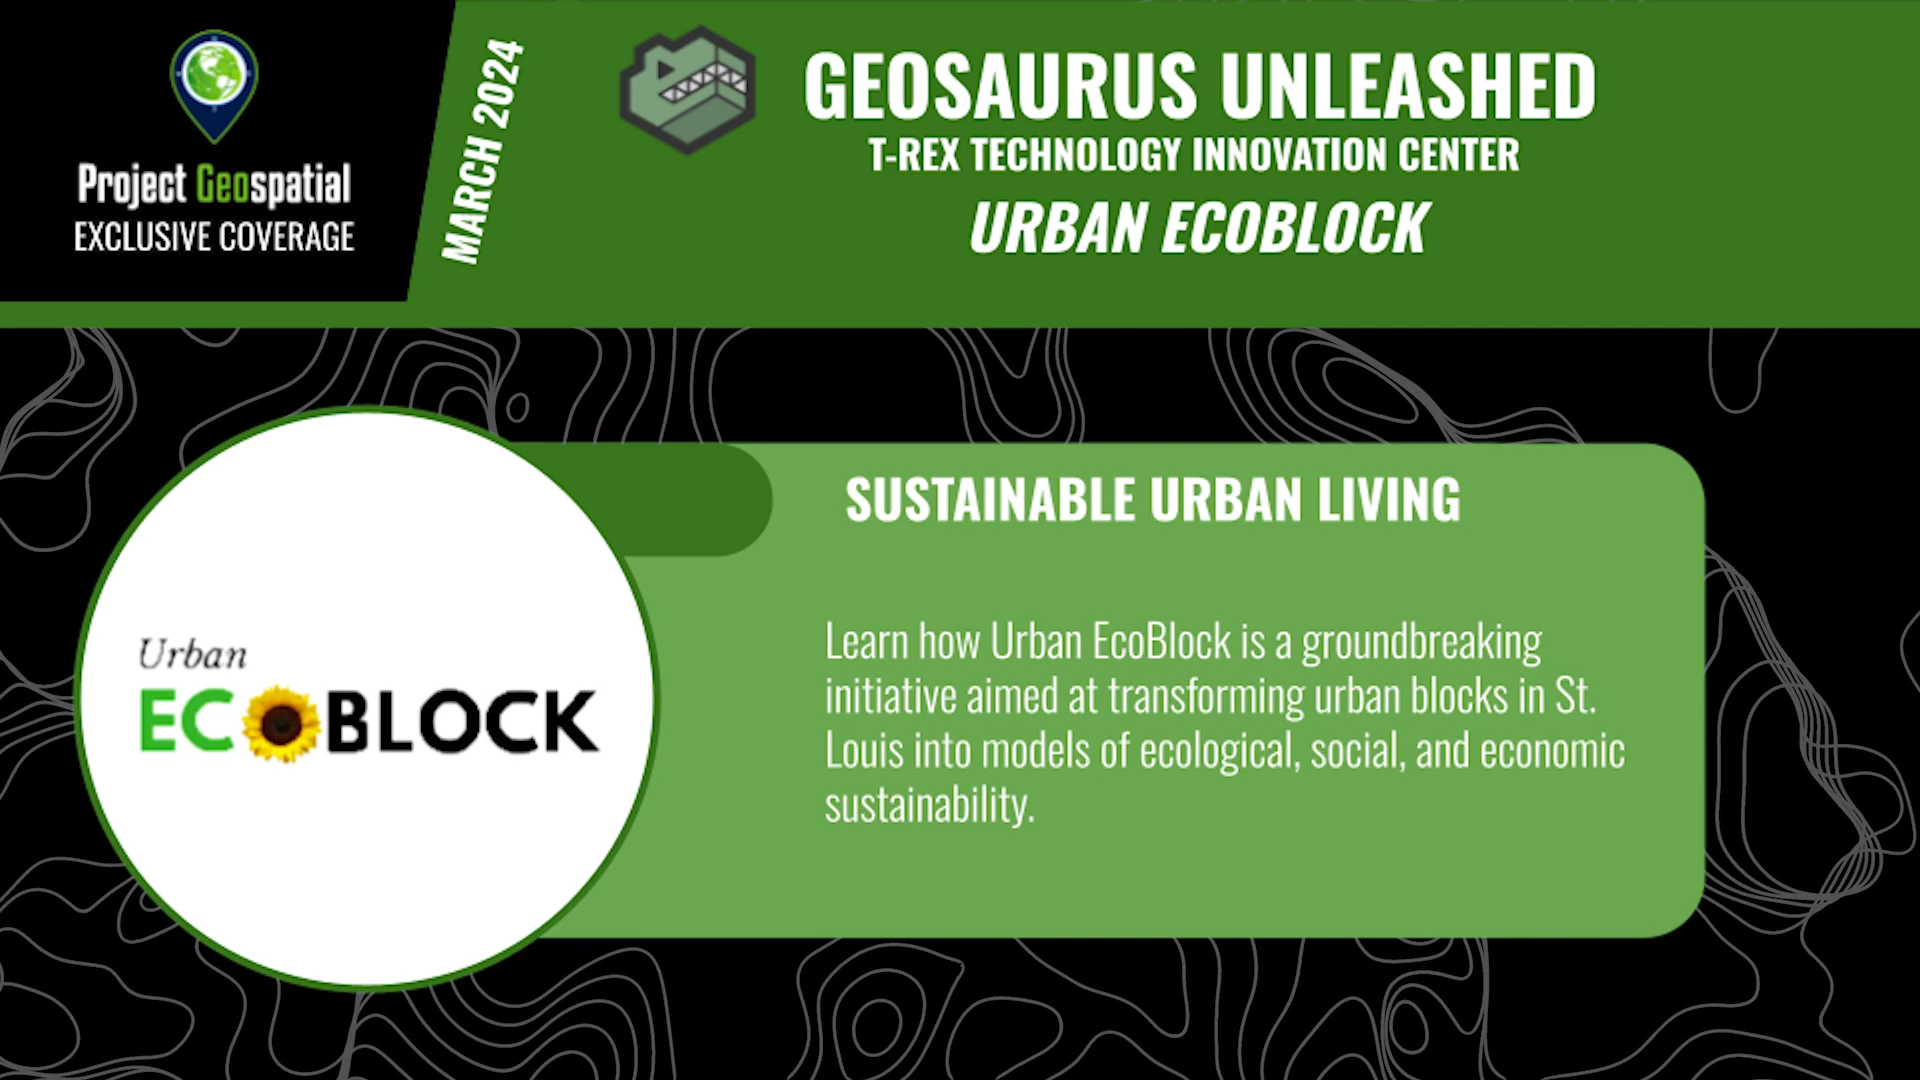 Project Geospatial
EXCLUSIVE COVERAGE
MARCH 2024
GEOSAURUS UNLEASHED
T-REX TECHNOLOGY INNOVATION CENTER
URBAN ECOBLOCK
Urban
ECOBLOCK
SUSTAINABLE URBAN LIVING
Learn how Urban EcoBlock is a groundbreaking
initiative aimed at transforming urban blocks in St.
Louis into models of ecological, social, and economic
sustainability.